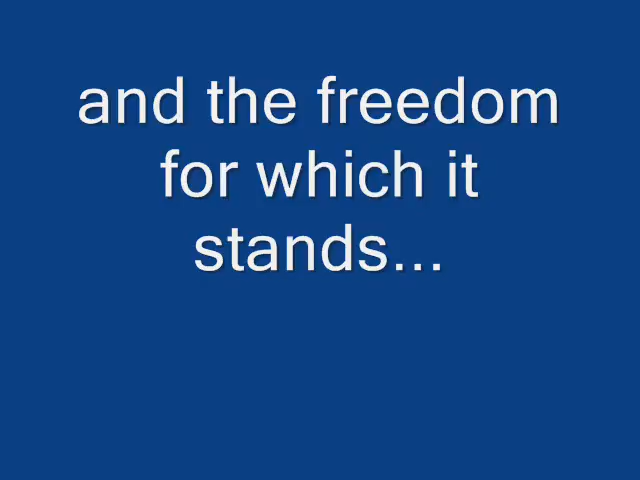 and the freedom
for which it
stands...